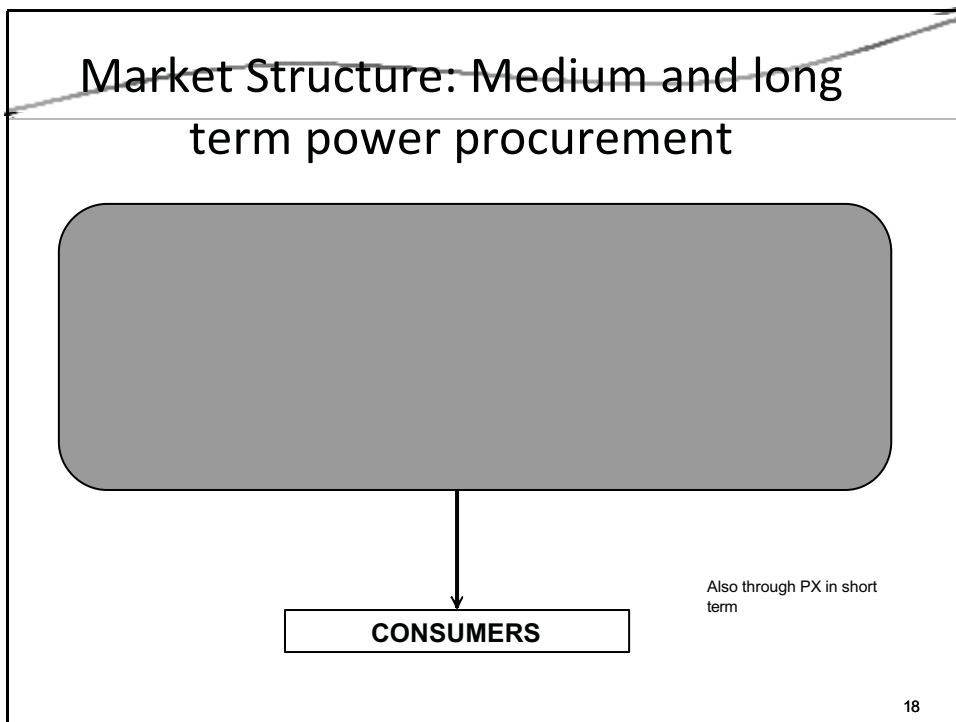 Market Structure: Medium and long
term power procurement
Also through PX in short
term
CONSUMERS
18